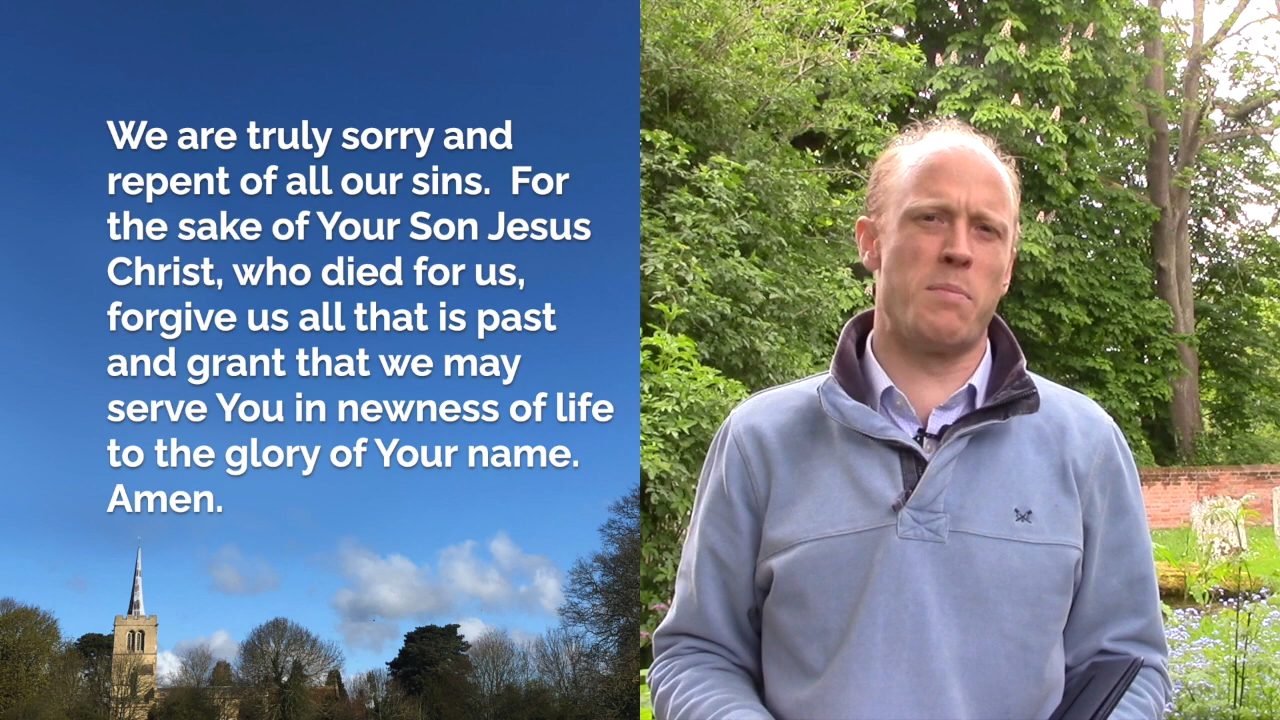 We are truly sorry and
repent of all our sins.  For
the sake of Your Son Jesus
Christ, who died for us,
forgive us all that is past
and grant that we may
serve You in newness of life
to the glory of Your name.
Amen.